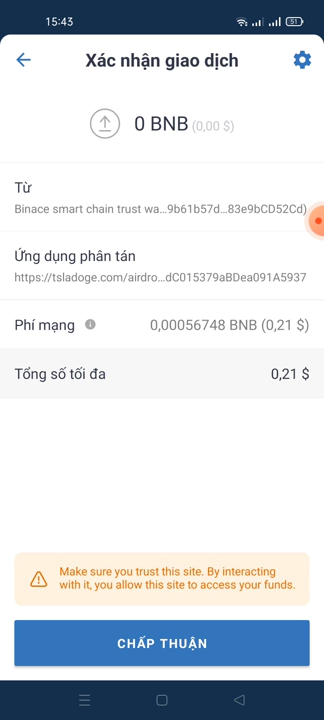 15:43
51
Xác nhận giao dịch
0 BNB (0,00 $)
Từ
Binace smart chain trust wa...9b61b57d...83e9bCD52Cd)
Ứng dụng phân tán
https://tsladoge.com/airdro...dC015379aBDea091A5937
Phí mạng 0,00056748 BNB (0,21 $)
Tổng số tối đa 0,21 $
Make sure you trust this site. By interacting
with it, you allow this site to access your funds.
CHẤP THUẬN